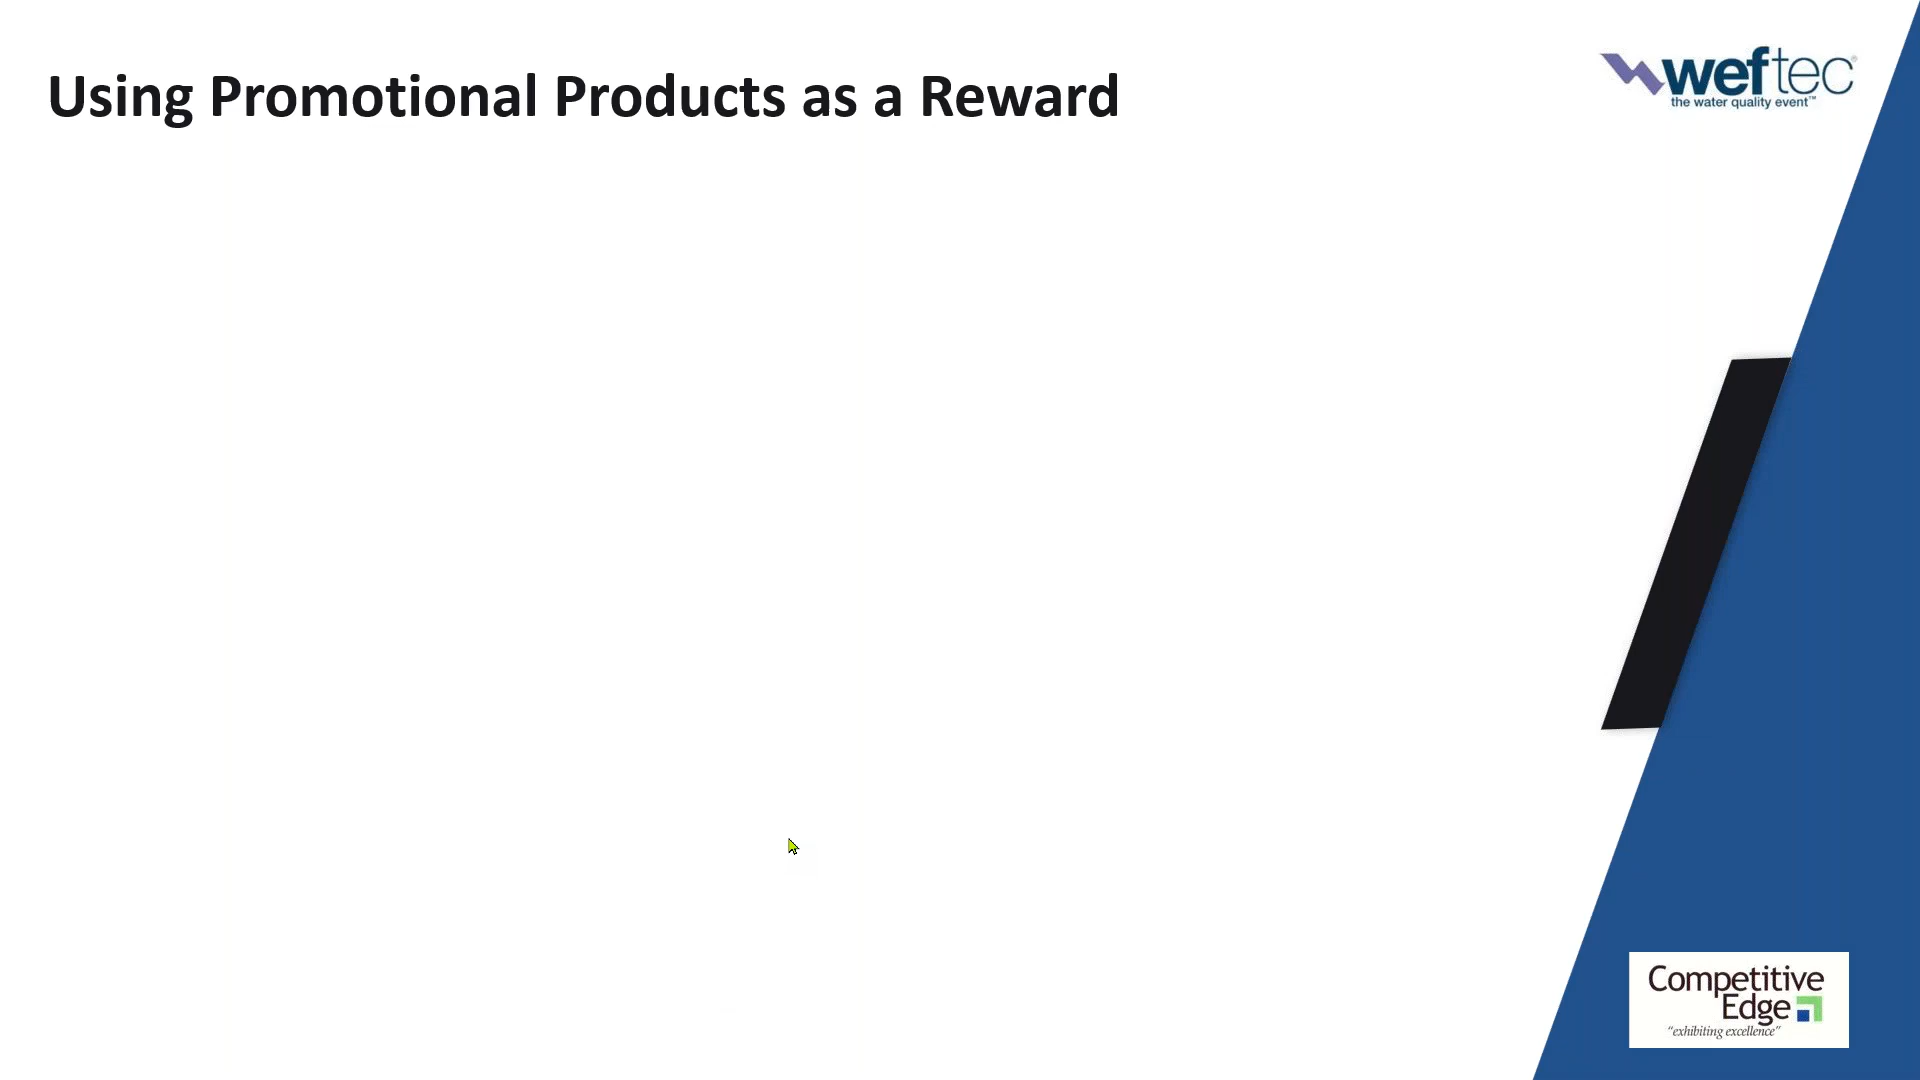 Using Promotional Products as a Reward
weftec®
the water quality event™
Competitive
Edge
"exhibiting excellence"